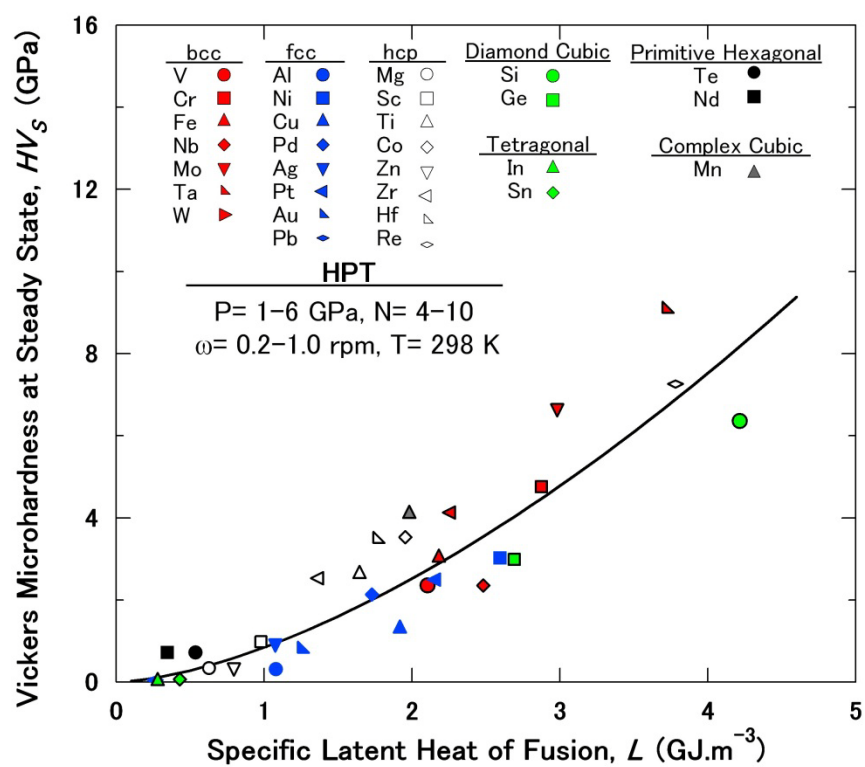 Vickers Microhardness at Steady State, HV_S (GPa)
16
12
8
4
0
bcc
V
Cr
Fe
Nb
Mo
Ta
W
fcc
Al
Ni
Cu
Pd
Ag
Pt
Au
Pb
hcp
Mg
Sc
Ti
Co
Zn
Zr
Hf
Re
Diamond Cubic
Si
Ge
Tetragonal
In
Sn
Primitive Hexagonal
Te
Nd
Complex Cubic
Mn
HPT
P= 1-6 GPa, N= 4-10
ω= 0.2-1.0 rpm, T= 298 K
0 1 2 3 4 5
Specific Latent Heat of Fusion, L (GJ.m⁻³)